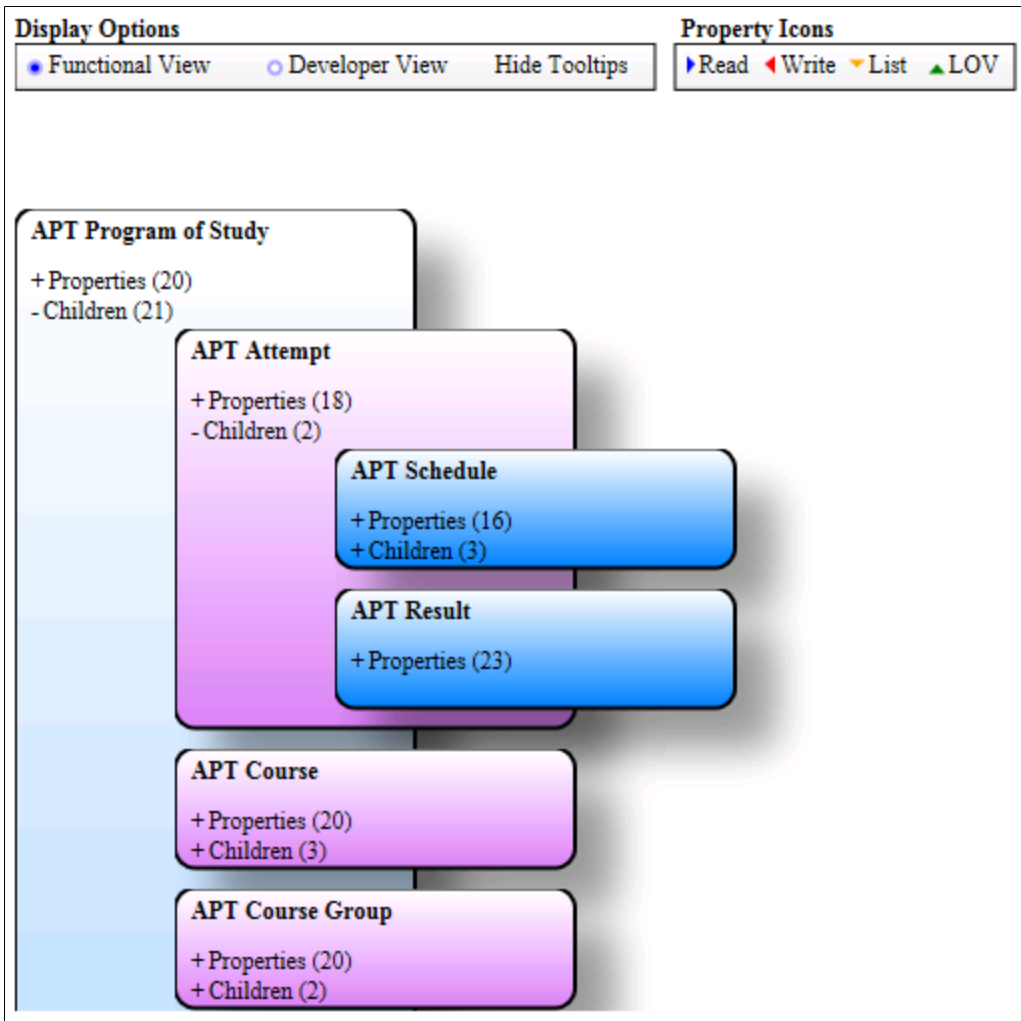 Display Options
Property Icons
Functional View Developer View Hide Tooltips
Read Write List LOV
APT Program of Study
+ Properties (20)
- Children (21)
APT Attempt
+ Properties (18)
- Children (2)
APT Schedule
+ Properties (16)
+ Children (3)
APT Result
+ Properties (23)
APT Course
+ Properties (20)
+ Children (3)
APT Course Group
+ Properties (20)
+ Children (2)